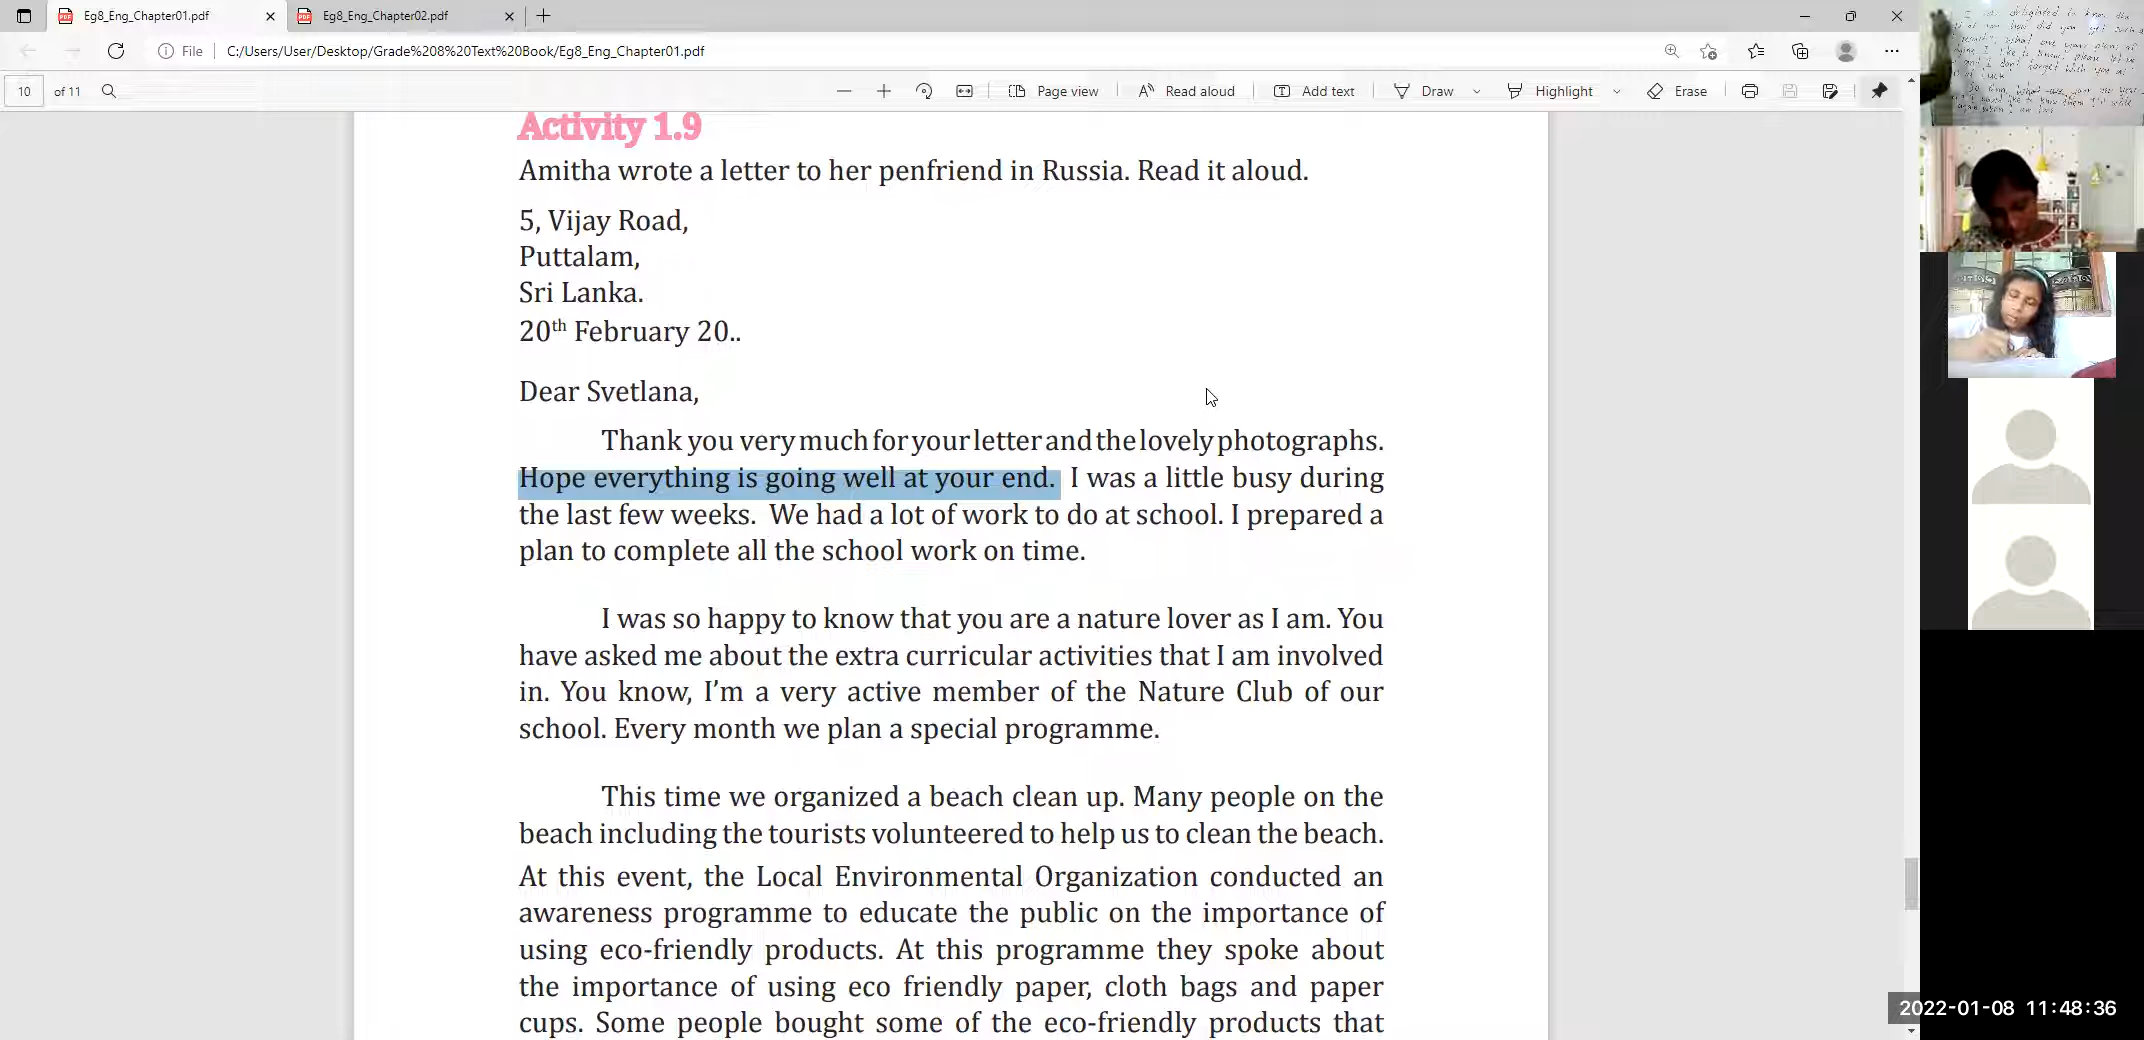 Eg8_Eng_Chapter01.pdf
Eg8_Eng_Chapter02.pdf
File
C:/Users/User/Desktop/Grade%208%20Text%20Book/Eg8_Eng_Chapter01.pdf
10 of 11
Page view
Read aloud
Add text
Draw
Highlight
Erase
Activity 1.9
Amitha wrote a letter to her penfriend in Russia. Read it aloud.
5, Vijay Road,
Puttalam,
Sri Lanka.
20th February 20..
Dear Svetlana,
Thank you very much for your letter and the lovely photographs.
Hope everything is going well at your end. I was a little busy during
the last few weeks. We had a lot of work to do at school. I prepared a
plan to complete all the school work on time.
I was so happy to know that you are a nature lover as I am. You
have asked me about the extra curricular activities that I am involved
in. You know, I'm a very active member of the Nature Club of our
school. Every month we plan a special programme.
This time we organized a beach clean up. Many people on the
beach including the tourists volunteered to help us to clean the beach.
At this event, the Local Environmental Organization conducted an
awareness programme to educate the public on the importance of
using eco-friendly products. At this programme they spoke about
the importance of using eco friendly paper, cloth bags and paper
cups. Some people bought some of the eco-friendly products that
2022-01-08 11:48:36